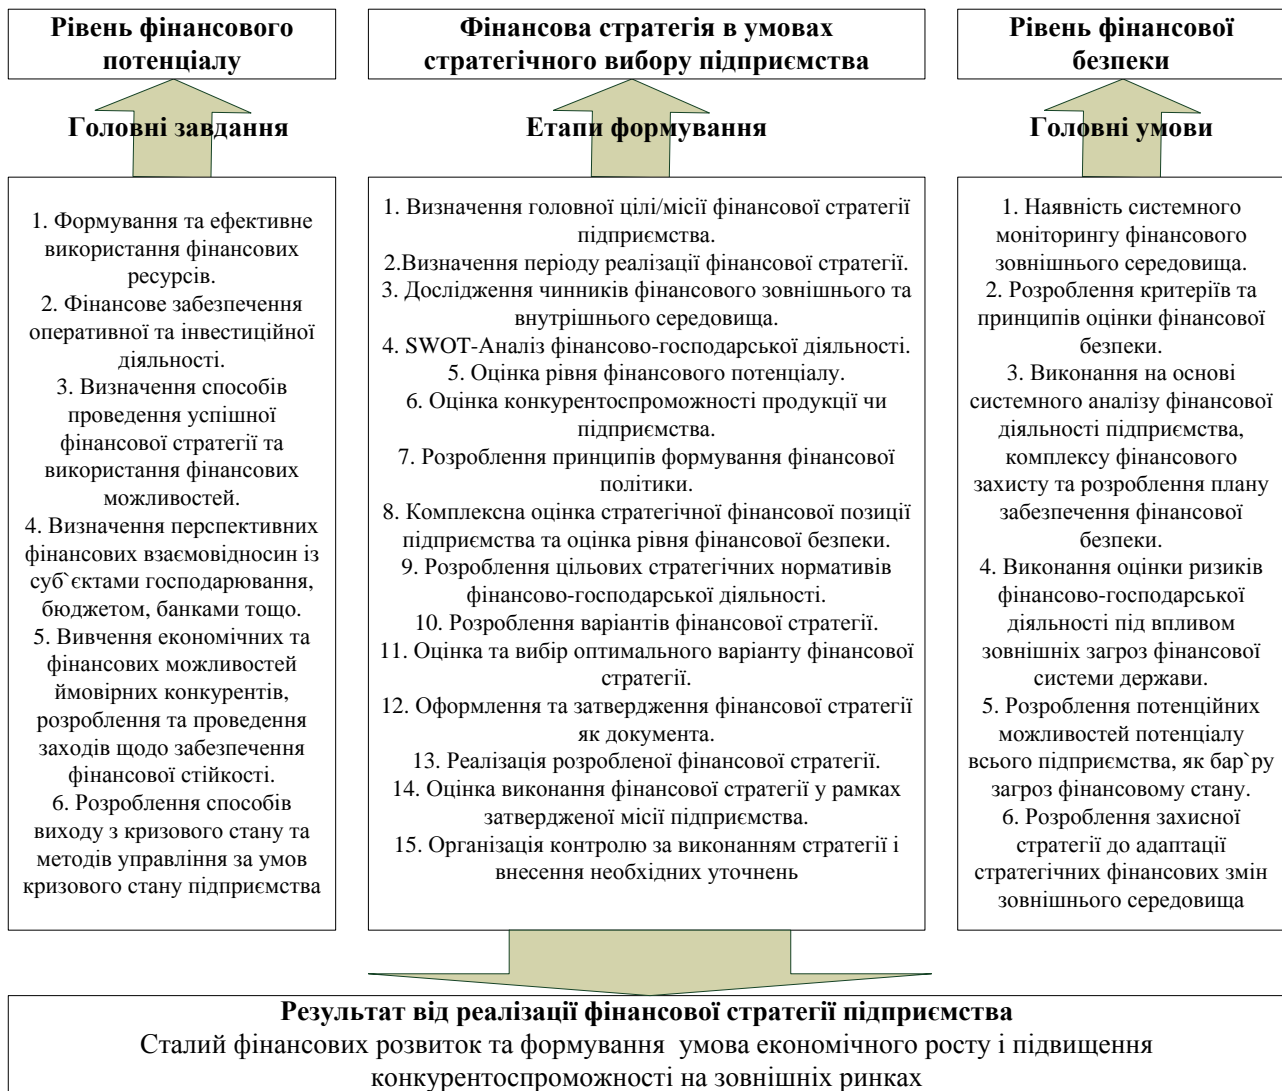 Рівень фінансового
потенціалу
Головні завдання
1. Формування та ефективне
використання фінансових
ресурсів.
2. Фінансове забезпечення
оперативної та інвестиційної
діяльності.
3. Визначення способів
проведення успішної
фінансової стратегії та
використання фінансових
можливостей.
4. Визначення перспективних
фінансових взаємовідносин із
суб`єктами господарювання,
бюджетом, банками тощо.
5. Вивчення економічних та
фінансових можливостей
ймовірних конкурентів,
розроблення та проведення
заходів щодо забезпечення
фінансової стійкості.
6. Розроблення способів
виходу з кризового стану та
методів управління за умов
кризового стану підприємства
Фінансова стратегія в умовах
стратегічного вибору підприємства
Етапи формування
1. Визначення головної цілі/місії фінансової стратегії
підприємства.
2.Визначення періоду реалізації фінансової стратегії.
3. Дослідження чинників фінансового зовнішнього та
внутрішнього середовища.
4. SWOT-Аналіз фінансово-господарської діяльності.
5. Оцінка рівня фінансового потенціалу.
6. Оцінка конкурентоспроможності продукції чи
підприємства.
7. Розроблення принципів формування фінансової
політики.
8. Комплексна оцінка стратегічної фінансової позиції
підприємства та оцінка рівня фінансової безпеки.
9. Розроблення цільових стратегічних нормативів
фінансово-господарської діяльності.
10. Розроблення варіантів фінансової стратегії.
11. Оцінка та вибір оптимального варіанту фінансової
стратегії.
12. Оформлення та затвердження фінансової стратегії
як документа.
13. Реалізація розробленої фінансової стратегії.
14. Оцінка виконання фінансової стратегії у рамках
затвердженої місії підприємства.
15. Організація контролю за виконанням стратегії і
внесення необхідних уточнень
Рівень фінансової
безпеки
Головні умови
1. Наявність системного
моніторингу фінансового
зовнішнього середовища.
2. Розроблення критеріїв та
принципів оцінки фінансової
безпеки.
3. Виконання на основі
системного аналізу фінансової
діяльності підприємства,
комплексу фінансового
захисту та розроблення плану
забезпечення фінансової
безпеки.
4. Виконання оцінки ризиків
фінансово-господарської
діяльності під впливом
зовнішніх загроз фінансової
системи держави.
5. Розроблення потенційних
можливостей потенціалу
всього підприємства, як бар`ру
загроз фінансовому стану.
6. Розроблення захисної
стратегії до адаптації
стратегічних фінансових змін
зовнішнього середовища
Результат від реалізації фінансової стратегії підприємства
Сталий фінансових розвиток та формування умова економічного росту і підвищення
конкурентоспроможності на зовнішніх ринках